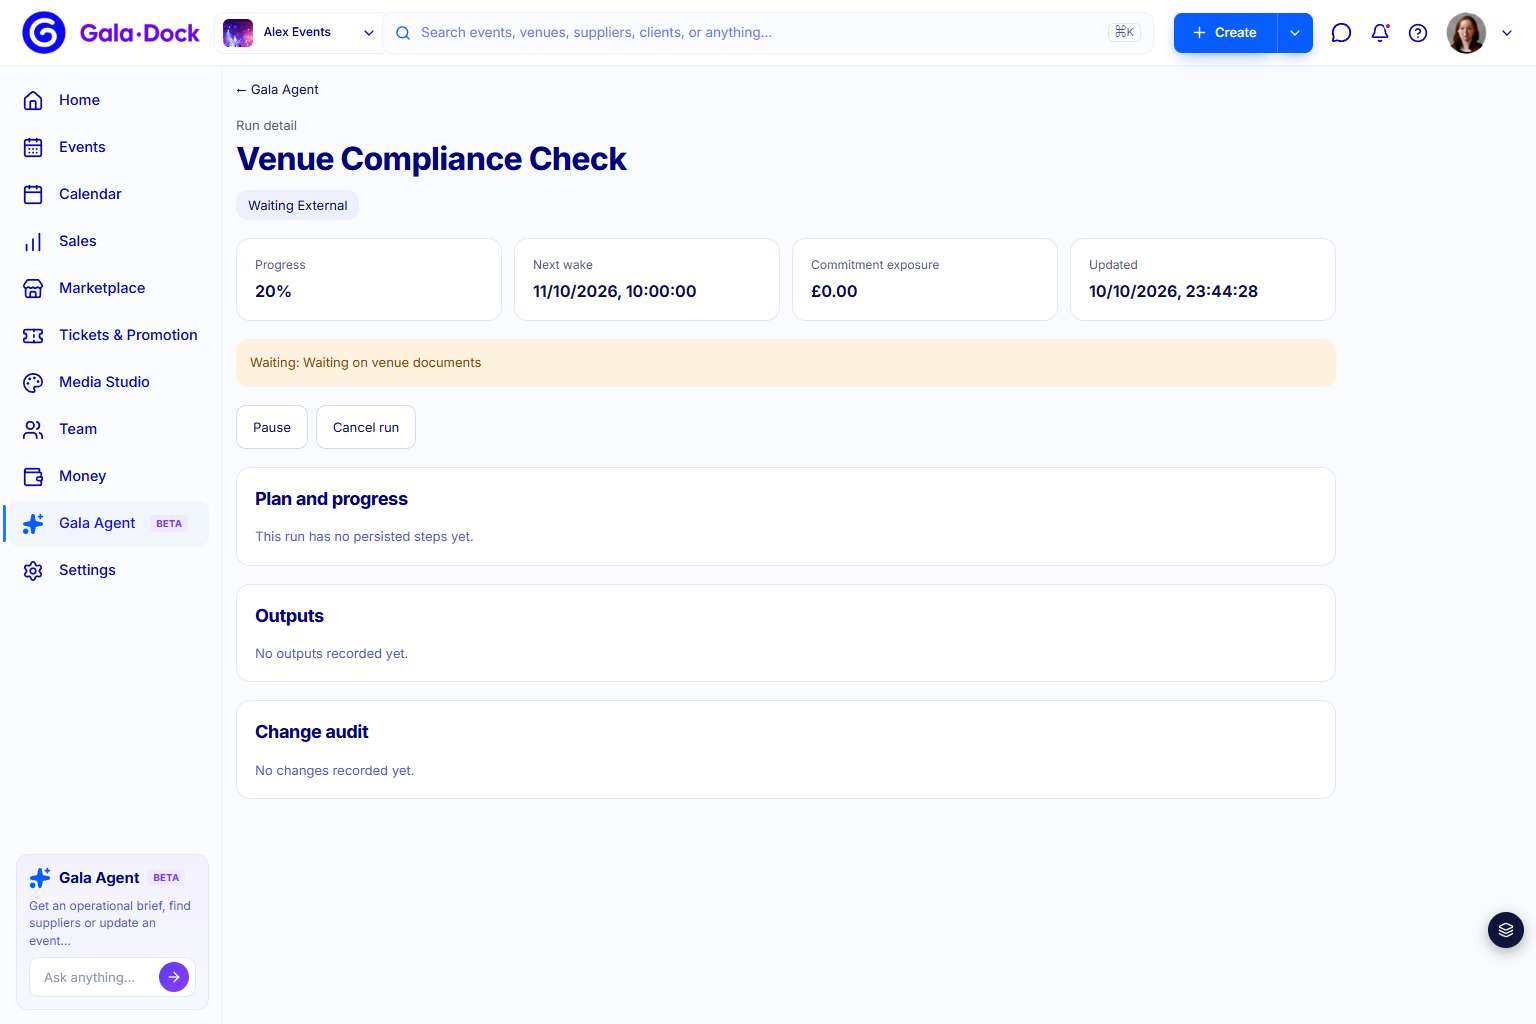 Gala·Dock
Alex Events
Search events, venues, suppliers, clients, or anything...
⌘K
+ Create
Home
Events
Calendar
Sales
Marketplace
Tickets & Promotion
Media Studio
Team
Money
Gala Agent BETA
Settings
← Gala Agent
Run detail
Venue Compliance Check
Waiting External
Progress
20%
Next wake
11/10/2026, 10:00:00
Commitment exposure
£0.00
Updated
10/10/2026, 23:44:28
Waiting: Waiting on venue documents
Pause
Cancel run
Plan and progress
This run has no persisted steps yet.
Outputs
No outputs recorded yet.
Change audit
No changes recorded yet.
Gala Agent BETA
Get an operational brief, find
suppliers or update an
event...
Ask anything...